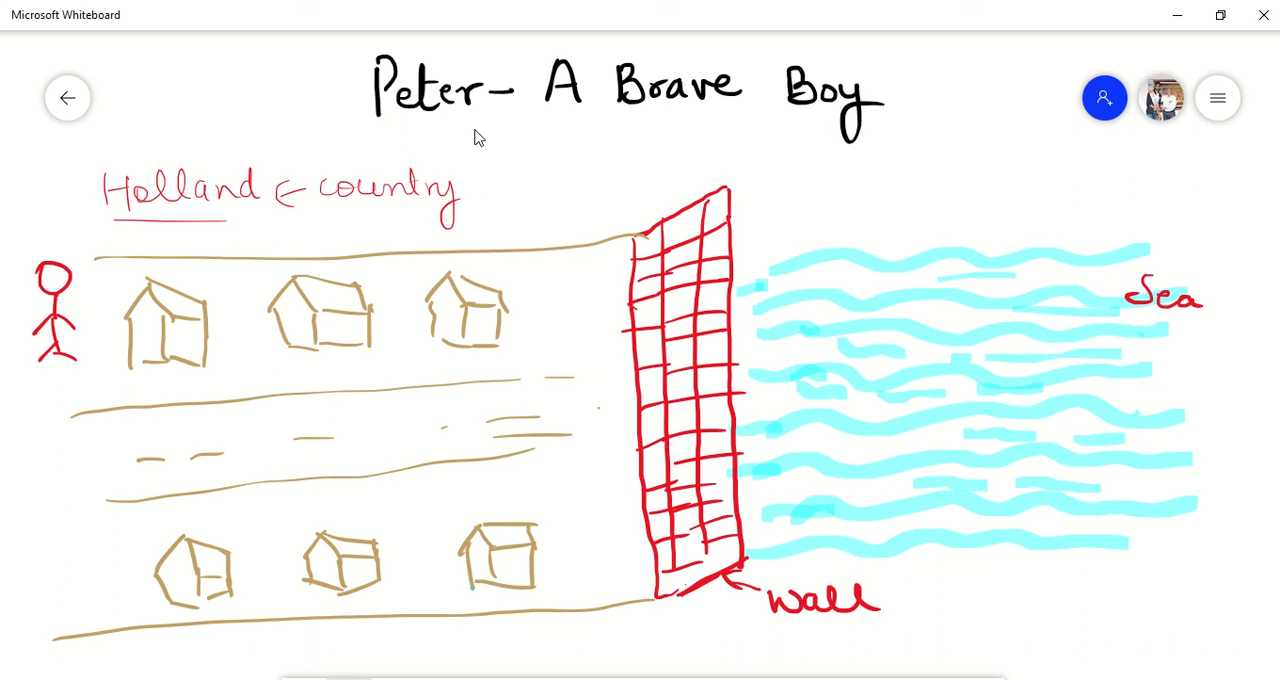 Microsoft Whiteboard
Peter- A Brave Boy
Holland ← country
Sea
Wall